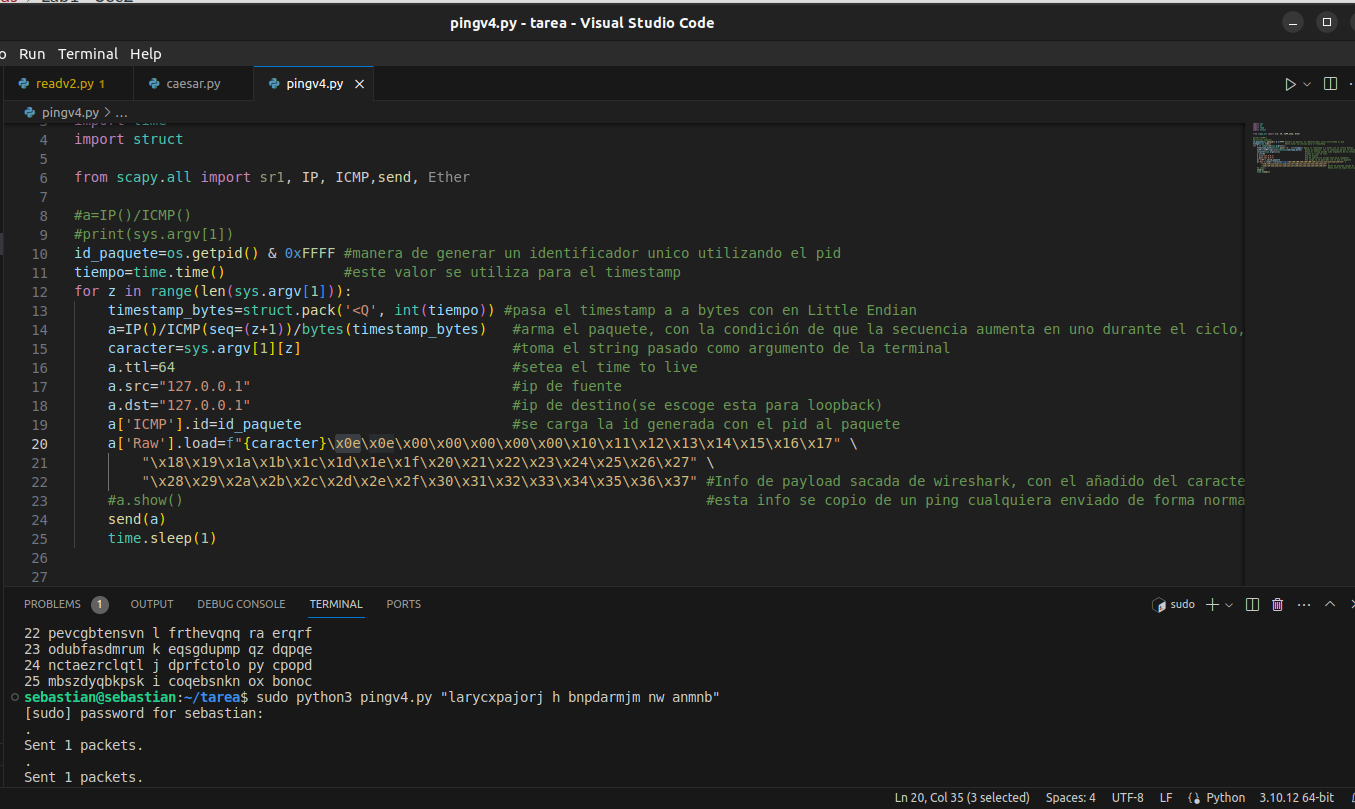 pingv4.py - tarea - Visual Studio Code
Run Terminal Help
readv2.py 1 caesar.py pingv4.py
pingv4.py > ...
import time
4 import struct
5
6 from scapy.all import sr1, IP, ICMP,send, Ether
7
8 #a=IP()/ICMP()
9 #print(sys.argv[1])
10 id_paquete=os.getpid() & 0xFFFF #manera de generar un identificador unico utilizando el pid
11 tiempo=time.time() #este valor se utiliza para el timestamp
12 for z in range(len(sys.argv[1])):
13 timestamp_bytes=struct.pack('<Q', int(tiempo)) #pasa el timestamp a a bytes con en Little Endian
14 a=IP()/ICMP(seq=(z+1))/bytes(timestamp_bytes) #arma el paquete, con la condición de que la secuencia aumenta en uno durante el ciclo,
15 caracter=sys.argv[1][z] #toma el string pasado como argumento de la terminal
16 a.ttl=64 #setea el time to live
17 a.src="127.0.0.1" #ip de fuente
18 a.dst="127.0.0.1" #ip de destino(se escoge esta para loopback)
19 a['ICMP'].id=id_paquete #se carga la id generada con el pid al paquete
20 a['Raw'].load=f"{caracter}\x0e\x0e\x00\x00\x00\x00\x00\x10\x11\x12\x13\x14\x15\x16\x17" \
21 "\x18\x19\x1a\x1b\x1c\x1d\x1e\x1f\x20\x21\x22\x23\x24\x25\x26\x27" \
22 "\x28\x29\x2a\x2b\x2c\x2d\x2e\x2f\x30\x31\x32\x33\x34\x35\x36\x37" #Info de payload sacada de wireshark, con el añadido del caracte
23 #a.show() #esta info se copio de un ping cualquiera enviado de forma norma
24 send(a)
25 time.sleep(1)
26
27
PROBLEMS 1 OUTPUT DEBUG CONSOLE TERMINAL PORTS sudo
22 pevcgbtensvn l frthevqnq ra erqrf
23 odubfasdmrum k eqsgdupmp qz dqpqe
24 nctaezrclqtl j dprfctolo py cpopd
25 mbszdyqbkpsk i coqebsnkn ox bonoc
sebastian@sebastian:~/tarea$ sudo python3 pingv4.py "larycxpajorj h bnpdarmjm nw anmnb"
[sudo] password for sebastian:
.
Sent 1 packets.
.
Sent 1 packets.
Ln 20, Col 35 (3 selected) Spaces: 4 UTF-8 LF Python 3.10.12 64-bit